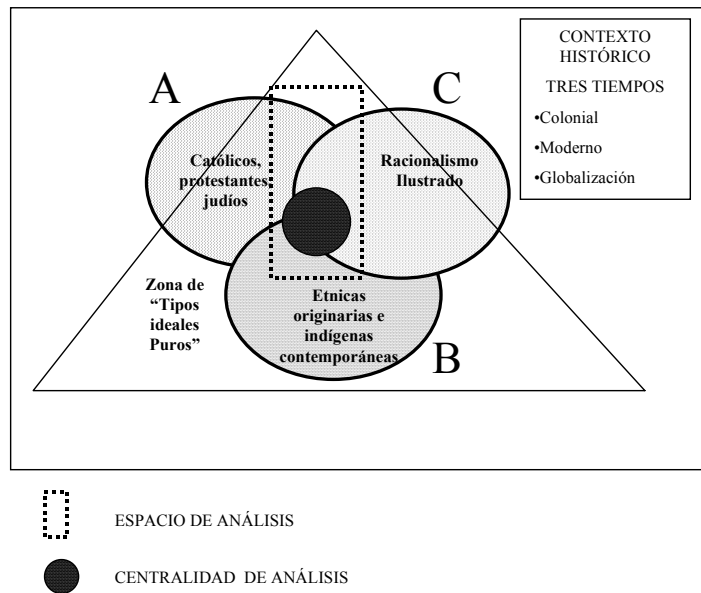 CONTEXTO
HISTÓRICO
TRES TIEMPOS
•Colonial
•Moderno
•Globalización
A
C
Católicos,
protestantes,
judíos
Racionalismo
Ilustrado
Zona de
“Tipos
ideales
Puros”
Etnicas
originarias e
indígenas
contemporáneas
B
ESPACIO DE ANÁLISIS
CENTRALIDAD DE ANÁLISIS